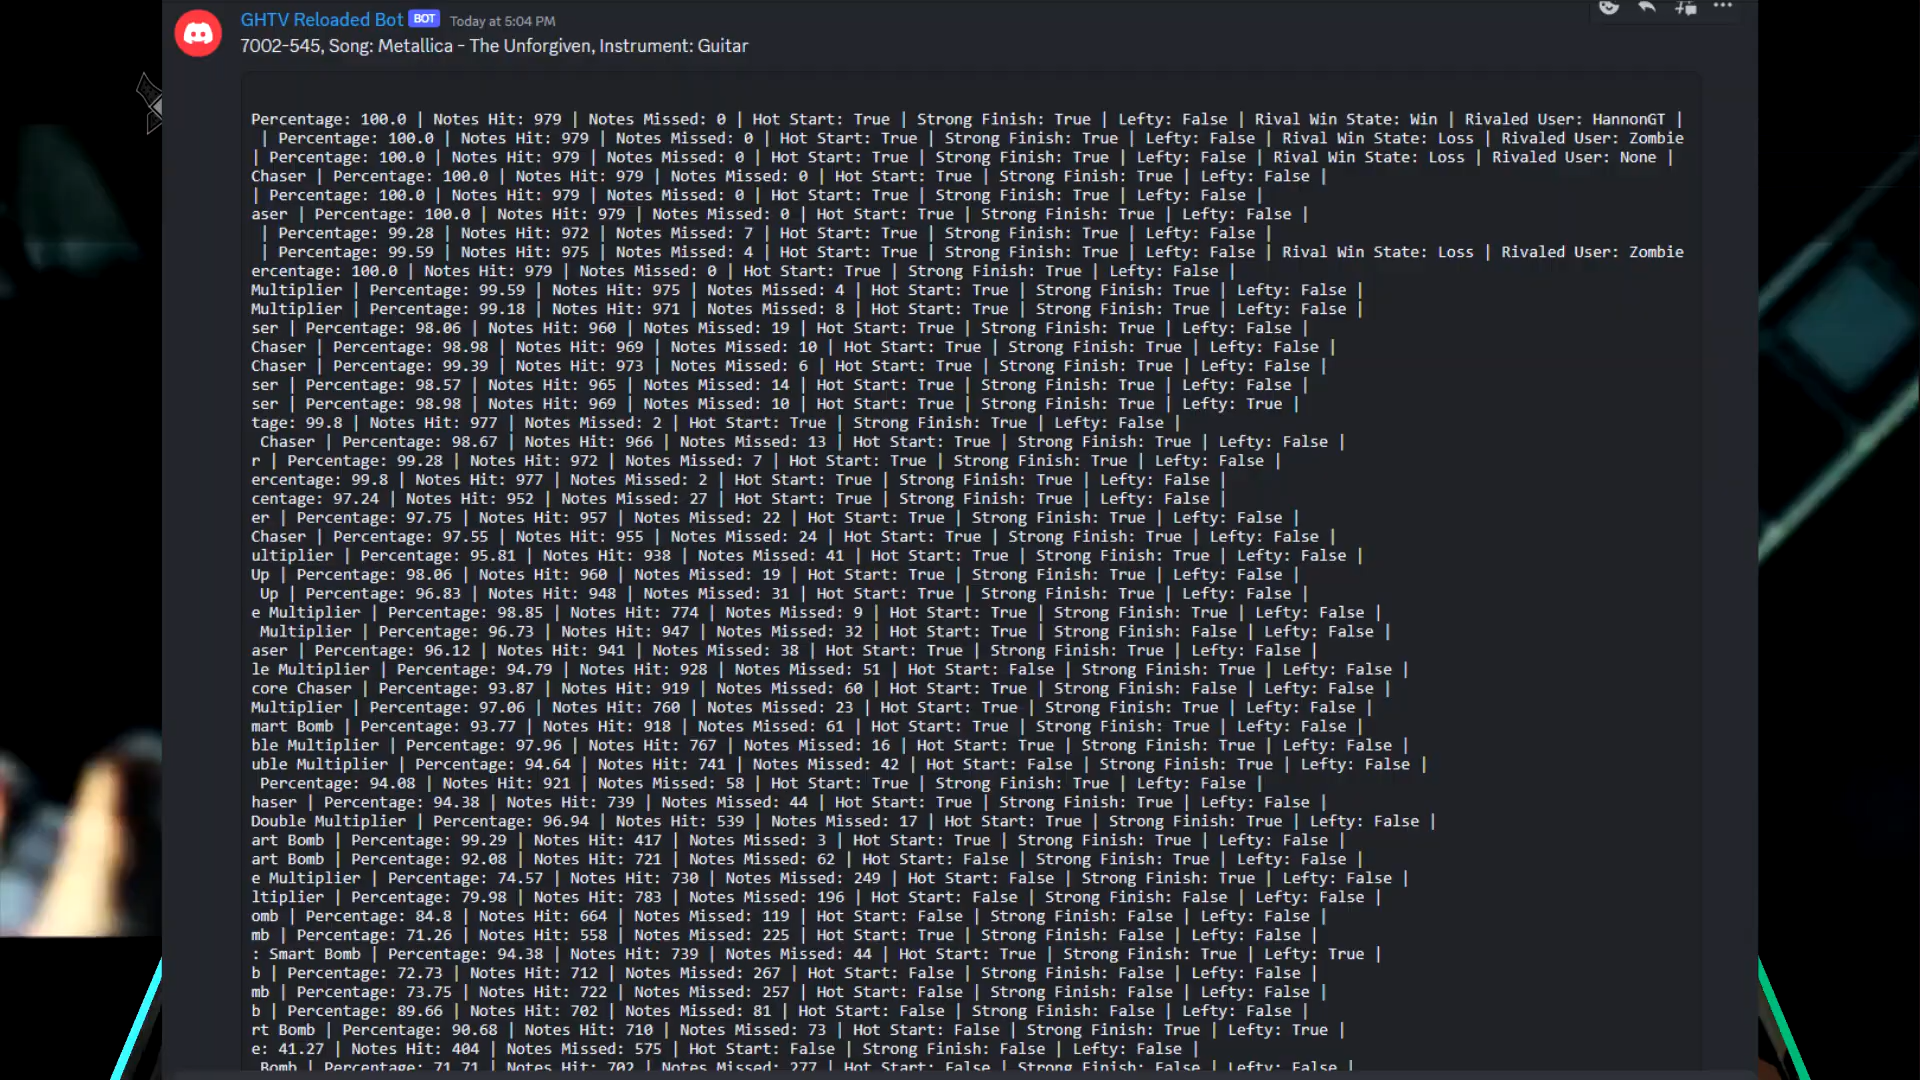 GHTV Reloaded Bot BOT Today at 5:04 PM
7002-545, Song: Metallica - The Unforgiven, Instrument: Guitar
Percentage: 100.0 | Notes Hit: 979 | Notes Missed: 0 | Hot Start: True | Strong Finish: True | Lefty: False | Rival Win State: Win | Rivaled User: HannonGT |
| Percentage: 100.0 | Notes Hit: 979 | Notes Missed: 0 | Hot Start: True | Strong Finish: True | Lefty: False | Rival Win State: Loss | Rivaled User: Zombie
| Percentage: 100.0 | Notes Hit: 979 | Notes Missed: 0 | Hot Start: True | Strong Finish: True | Lefty: False | Rival Win State: Loss | Rivaled User: None |
Chaser | Percentage: 100.0 | Notes Hit: 979 | Notes Missed: 0 | Hot Start: True | Strong Finish: True | Lefty: False |
| Percentage: 100.0 | Notes Hit: 979 | Notes Missed: 0 | Hot Start: True | Strong Finish: True | Lefty: False |
aser | Percentage: 100.0 | Notes Hit: 979 | Notes Missed: 0 | Hot Start: True | Strong Finish: True | Lefty: False |
| Percentage: 99.28 | Notes Hit: 972 | Notes Missed: 7 | Hot Start: True | Strong Finish: True | Lefty: False |
| Percentage: 99.59 | Notes Hit: 975 | Notes Missed: 4 | Hot Start: True | Strong Finish: True | Lefty: False | Rival Win State: Loss | Rivaled User: Zombie
ercentage: 100.0 | Notes Hit: 979 | Notes Missed: 0 | Hot Start: True | Strong Finish: True | Lefty: False |
Multiplier | Percentage: 99.59 | Notes Hit: 975 | Notes Missed: 4 | Hot Start: True | Strong Finish: True | Lefty: False |
Multiplier | Percentage: 99.18 | Notes Hit: 971 | Notes Missed: 8 | Hot Start: True | Strong Finish: True | Lefty: False |
ser | Percentage: 98.06 | Notes Hit: 960 | Notes Missed: 19 | Hot Start: True | Strong Finish: True | Lefty: False |
Chaser | Percentage: 98.98 | Notes Hit: 969 | Notes Missed: 10 | Hot Start: True | Strong Finish: True | Lefty: False |
Chaser | Percentage: 99.39 | Notes Hit: 973 | Notes Missed: 6 | Hot Start: True | Strong Finish: True | Lefty: False |
ser | Percentage: 98.57 | Notes Hit: 965 | Notes Missed: 14 | Hot Start: True | Strong Finish: True | Lefty: False |
ser | Percentage: 98.98 | Notes Hit: 969 | Notes Missed: 10 | Hot Start: True | Strong Finish: True | Lefty: True |
tage: 99.8 | Notes Hit: 977 | Notes Missed: 2 | Hot Start: True | Strong Finish: True | Lefty: False |
Chaser | Percentage: 98.67 | Notes Hit: 966 | Notes Missed: 13 | Hot Start: True | Strong Finish: True | Lefty: False |
r | Percentage: 99.28 | Notes Hit: 972 | Notes Missed: 7 | Hot Start: True | Strong Finish: True | Lefty: False |
ercentage: 99.8 | Notes Hit: 977 | Notes Missed: 2 | Hot Start: True | Strong Finish: True | Lefty: False |
centage: 97.24 | Notes Hit: 952 | Notes Missed: 27 | Hot Start: True | Strong Finish: True | Lefty: False |
er | Percentage: 97.75 | Notes Hit: 957 | Notes Missed: 22 | Hot Start: True | Strong Finish: True | Lefty: False |
Chaser | Percentage: 97.55 | Notes Hit: 955 | Notes Missed: 24 | Hot Start: True | Strong Finish: True | Lefty: False |
ultiplier | Percentage: 95.81 | Notes Hit: 938 | Notes Missed: 41 | Hot Start: True | Strong Finish: True | Lefty: False |
Up | Percentage: 98.06 | Notes Hit: 960 | Notes Missed: 19 | Hot Start: True | Strong Finish: True | Lefty: False |
Up | Percentage: 96.83 | Notes Hit: 948 | Notes Missed: 31 | Hot Start: True | Strong Finish: True | Lefty: False |
e Multiplier | Percentage: 98.85 | Notes Hit: 774 | Notes Missed: 9 | Hot Start: True | Strong Finish: True | Lefty: False |
Multiplier | Percentage: 96.73 | Notes Hit: 947 | Notes Missed: 32 | Hot Start: True | Strong Finish: False | Lefty: False |
aser | Percentage: 96.12 | Notes Hit: 941 | Notes Missed: 38 | Hot Start: True | Strong Finish: True | Lefty: False |
le Multiplier | Percentage: 94.79 | Notes Hit: 928 | Notes Missed: 51 | Hot Start: False | Strong Finish: True | Lefty: False |
core Chaser | Percentage: 93.87 | Notes Hit: 919 | Notes Missed: 60 | Hot Start: True | Strong Finish: False | Lefty: False |
Multiplier | Percentage: 97.06 | Notes Hit: 760 | Notes Missed: 23 | Hot Start: True | Strong Finish: True | Lefty: False |
mart Bomb | Percentage: 93.77 | Notes Hit: 918 | Notes Missed: 61 | Hot Start: True | Strong Finish: True | Lefty: False |
ble Multiplier | Percentage: 97.96 | Notes Hit: 767 | Notes Missed: 16 | Hot Start: True | Strong Finish: True | Lefty: False |
uble Multiplier | Percentage: 94.64 | Notes Hit: 741 | Notes Missed: 42 | Hot Start: False | Strong Finish: True | Lefty: False |
Percentage: 94.08 | Notes Hit: 921 | Notes Missed: 58 | Hot Start: True | Strong Finish: True | Lefty: False |
haser | Percentage: 94.38 | Notes Hit: 739 | Notes Missed: 44 | Hot Start: True | Strong Finish: True | Lefty: False |
Double Multiplier | Percentage: 96.94 | Notes Hit: 539 | Notes Missed: 17 | Hot Start: True | Strong Finish: True | Lefty: False |
art Bomb | Percentage: 99.29 | Notes Hit: 417 | Notes Missed: 3 | Hot Start: True | Strong Finish: True | Lefty: False |
art Bomb | Percentage: 92.08 | Notes Hit: 721 | Notes Missed: 62 | Hot Start: False | Strong Finish: True | Lefty: False |
e Multiplier | Percentage: 74.57 | Notes Hit: 730 | Notes Missed: 249 | Hot Start: False | Strong Finish: True | Lefty: False |
ltiplier | Percentage: 79.98 | Notes Hit: 783 | Notes Missed: 196 | Hot Start: False | Strong Finish: False | Lefty: False |
omb | Percentage: 84.8 | Notes Hit: 664 | Notes Missed: 119 | Hot Start: False | Strong Finish: False | Lefty: False |
mb | Percentage: 71.26 | Notes Hit: 558 | Notes Missed: 225 | Hot Start: True | Strong Finish: False | Lefty: False |
: Smart Bomb | Percentage: 94.38 | Notes Hit: 739 | Notes Missed: 44 | Hot Start: True | Strong Finish: True | Lefty: True |
b | Percentage: 72.73 | Notes Hit: 712 | Notes Missed: 267 | Hot Start: False | Strong Finish: False | Lefty: False |
mb | Percentage: 73.75 | Notes Hit: 722 | Notes Missed: 257 | Hot Start: False | Strong Finish: False | Lefty: False |
b | Percentage: 89.66 | Notes Hit: 702 | Notes Missed: 81 | Hot Start: False | Strong Finish: False | Lefty: False |
rt Bomb | Percentage: 90.68 | Notes Hit: 710 | Notes Missed: 73 | Hot Start: False | Strong Finish: True | Lefty: True |
e: 41.27 | Notes Hit: 404 | Notes Missed: 575 | Hot Start: False | Strong Finish: False | Lefty: False |
Bomb | Percentage: 71.71 | Notes Hit: 702 | Notes Missed: 277 | Hot Start: False | Strong Finish: False | Lefty: False |